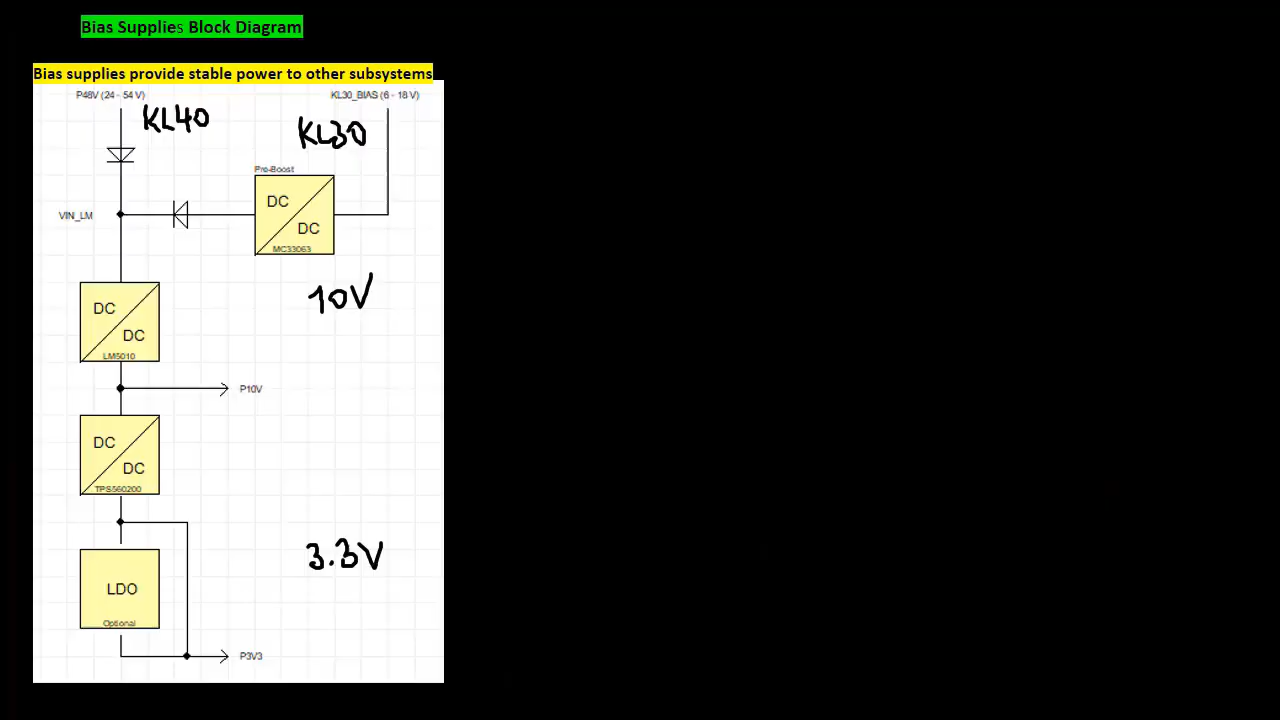 Bias Supplies Block Diagram
Bias supplies provide stable power to other subsystems
P48V (24 - 54 V)
KL30_BIAS (6 - 18 V)
KL40
KL30
Pre-Boost
DC
DC
MC33063
VIN_LM
10V
DC
DC
LM5010
P10V
DC
DC
TPS560200
3.3V
LDO
Optional
P3V3